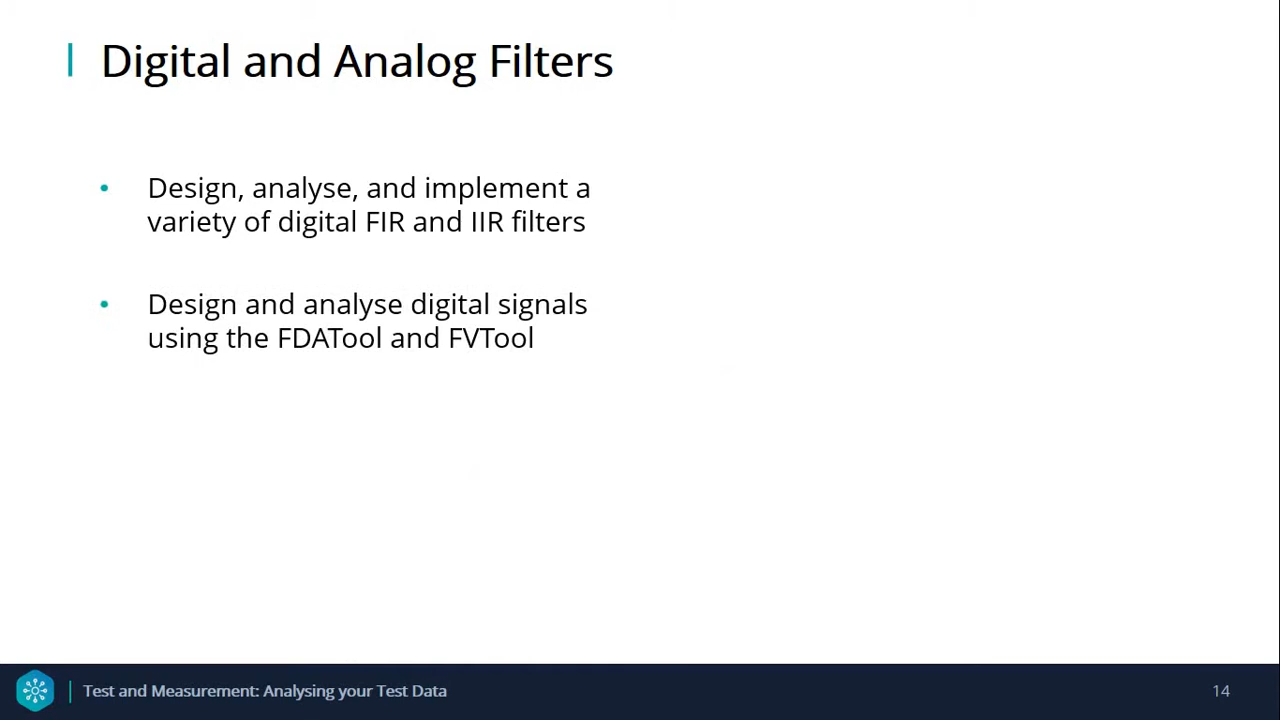 Digital and Analog Filters
• Design, analyse, and implement a
variety of digital FIR and IIR filters
• Design and analyse digital signals
using the FDATool and FVTool
Test and Measurement: Analysing your Test Data
14